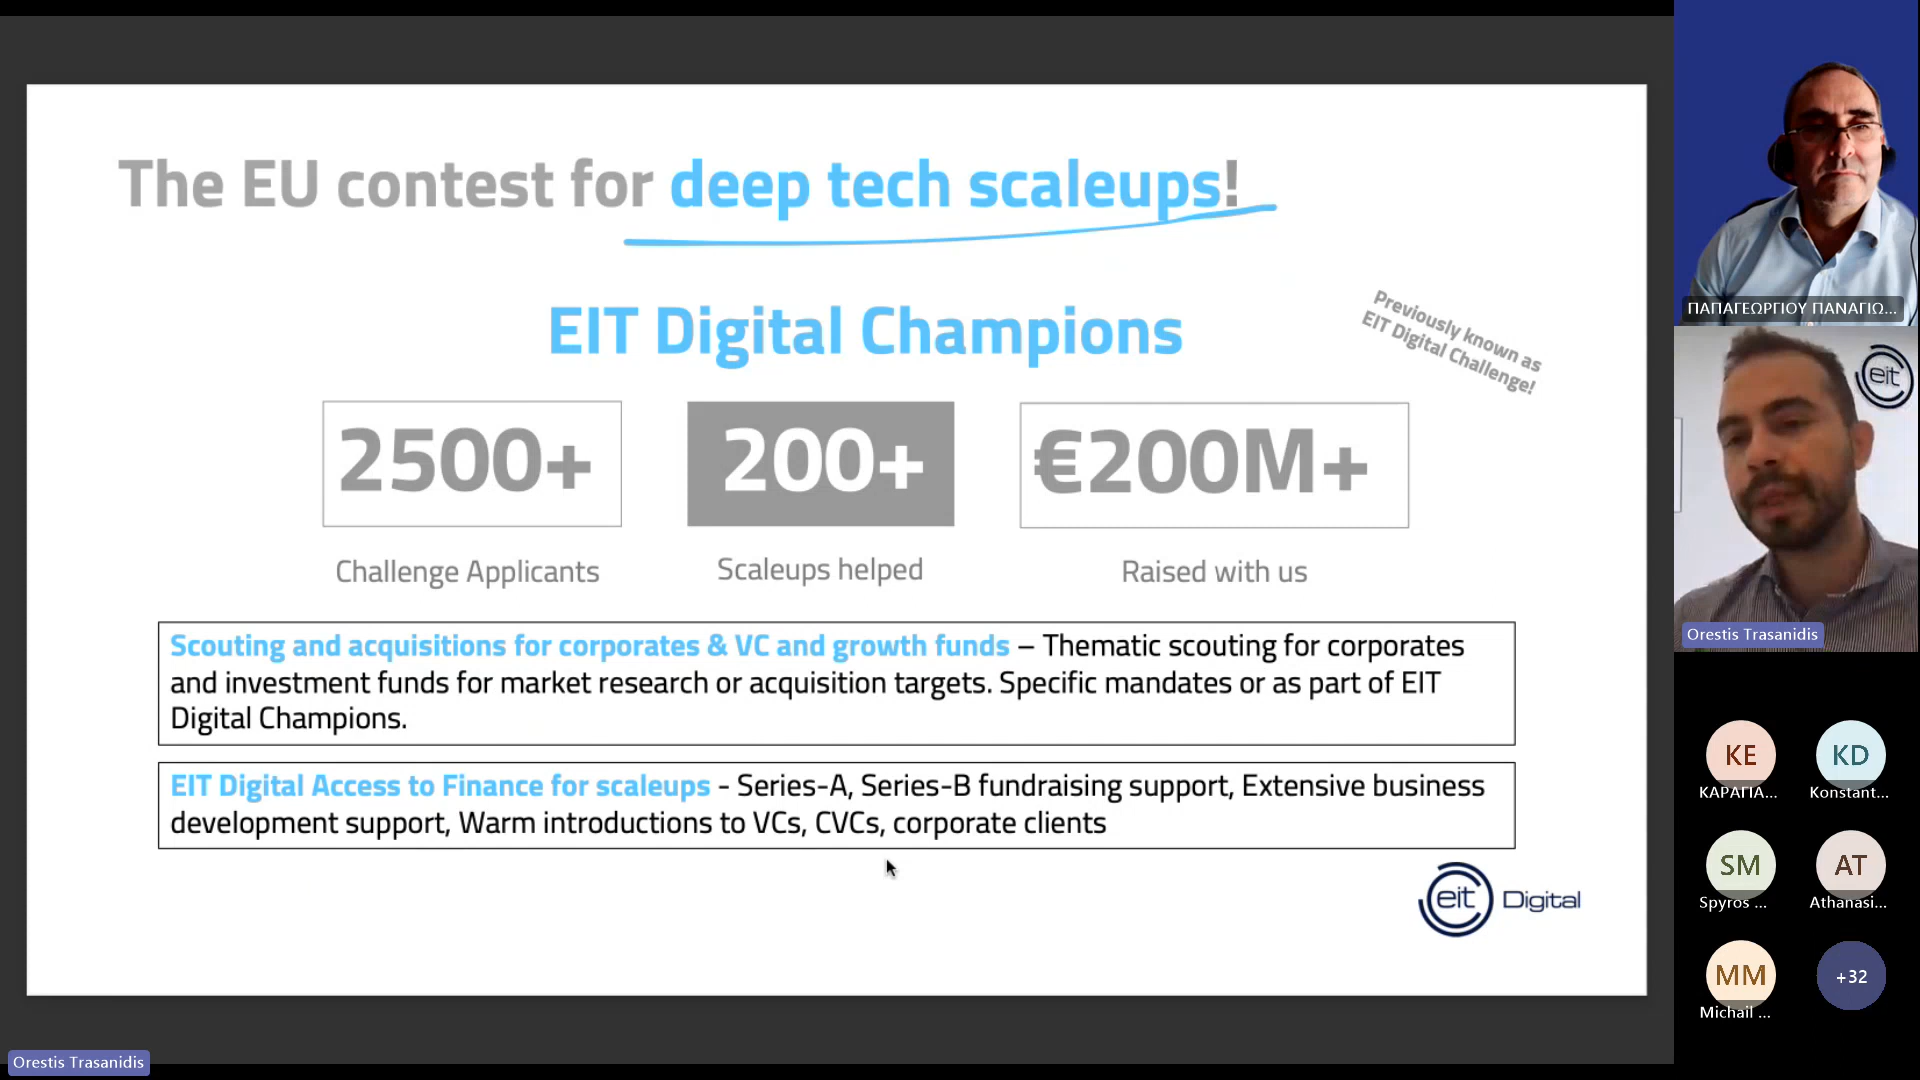 The EU contest for deep tech scaleups!
EIT Digital Champions
Previously known as
EIT Digital Challenge!
2500+
200+
€200M+
Challenge Applicants
Scaleups helped
Raised with us
Scouting and acquisitions for corporates & VC and growth funds – Thematic scouting for corporates
and investment funds for market research or acquisition targets. Specific mandates or as part of EIT
Digital Champions.
EIT Digital Access to Finance for scaleups - Series-A, Series-B fundraising support, Extensive business
development support, Warm introductions to VCs, CVCs, corporate clients
eit Digital
Orestis Trasanidis
ΠΑΠΑΓΕΩΡΓΙΟΥ ΠΑΝΑΓΙΩ...
eit
Orestis Trasanidis
KE
ΚΑΡΑΓΙΑ...
KD
Konstant...
SM
Spyros ...
AT
Athanasi...
MM
Michail ...
+32